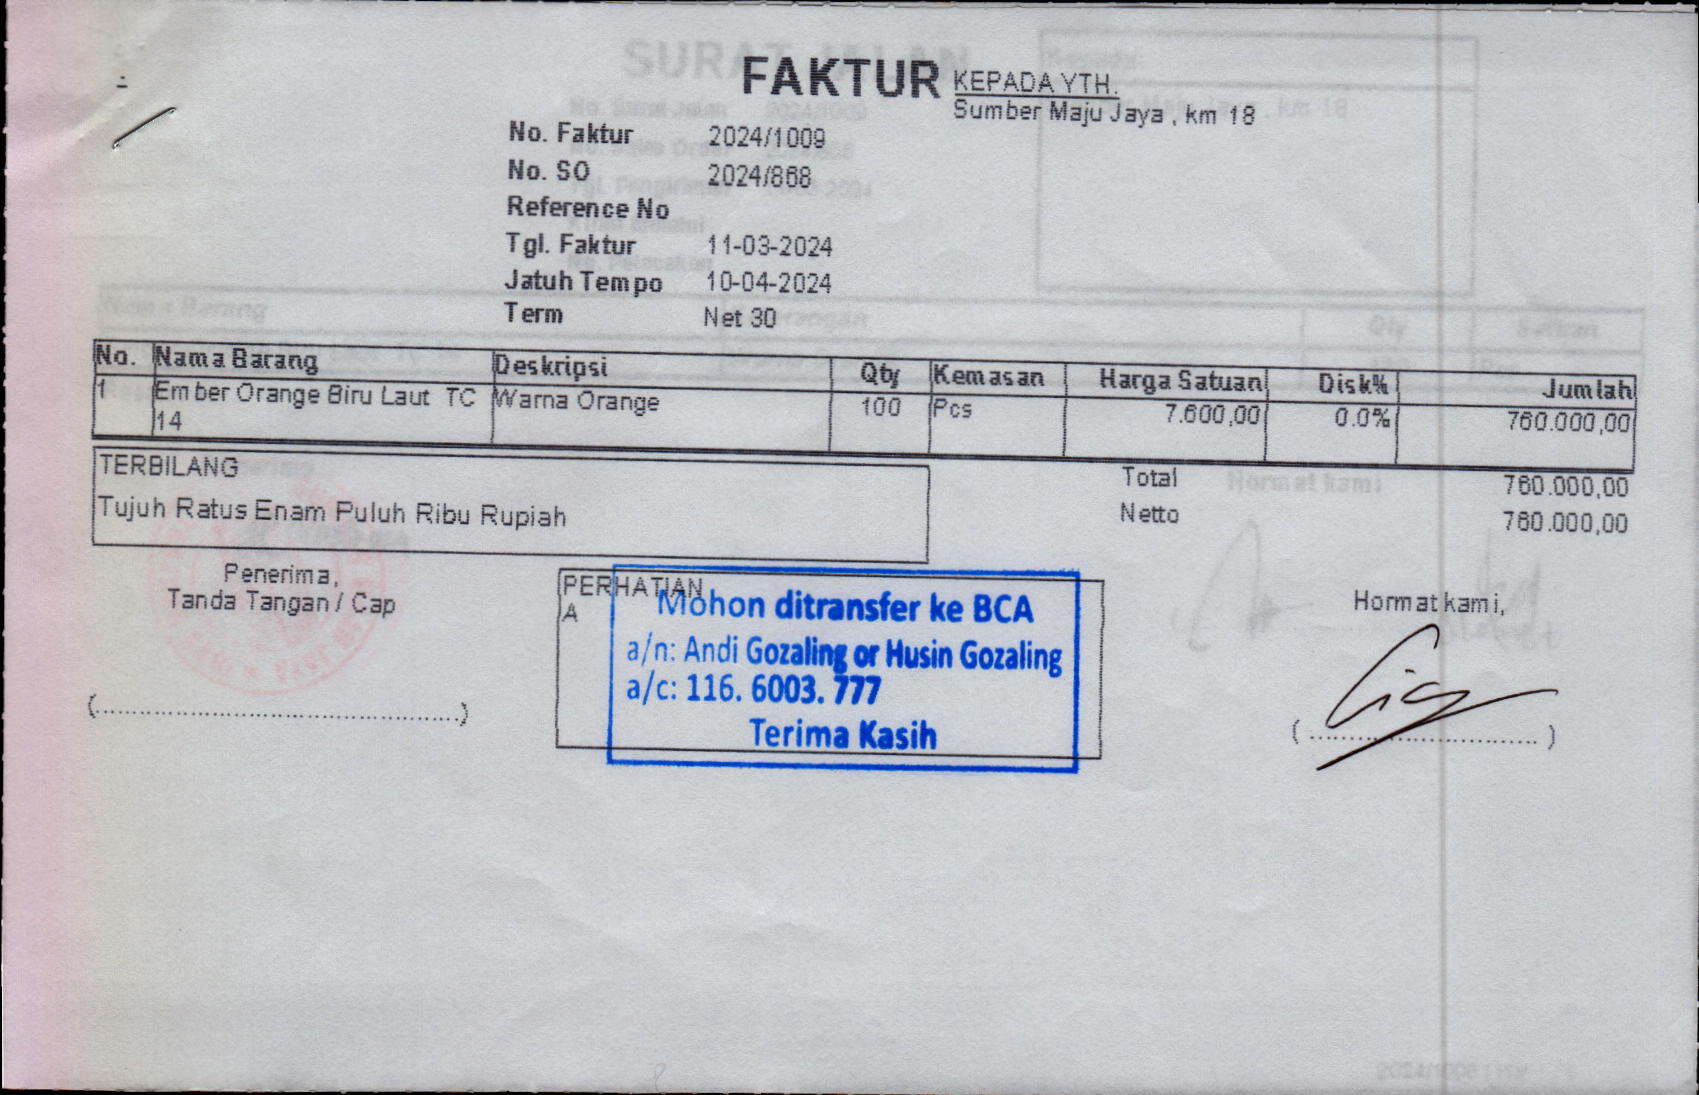 FAKTUR
KEPADA YTH.
Sumber Maju Jaya , km 18
No. Faktur 2024/1009
No. SO 2024/868
Reference No
Tgl. Faktur 11-03-2024
Jatuh Tempo 10-04-2024
Term Net 30
No. Nama Barang Deskripsi Qty Kemasan Harga Satuan Disk% Jumlah
1 Ember Orange Biru Laut TC 14 Warna Orange 100 Pcs 7.600,00 0.0% 760.000,00
TERBILANG
Tujuh Ratus Enam Puluh Ribu Rupiah
Total 760.000,00
Netto 760.000,00
Penerima,
Tanda Tangan / Cap
(............................................)
PERHATIAN
A
Mohon ditransfer ke BCA
a/n: Andi Gozaling or Husin Gozaling
a/c: 116. 6003. 777
Terima Kasih
Hormat kami,
( ............................ )